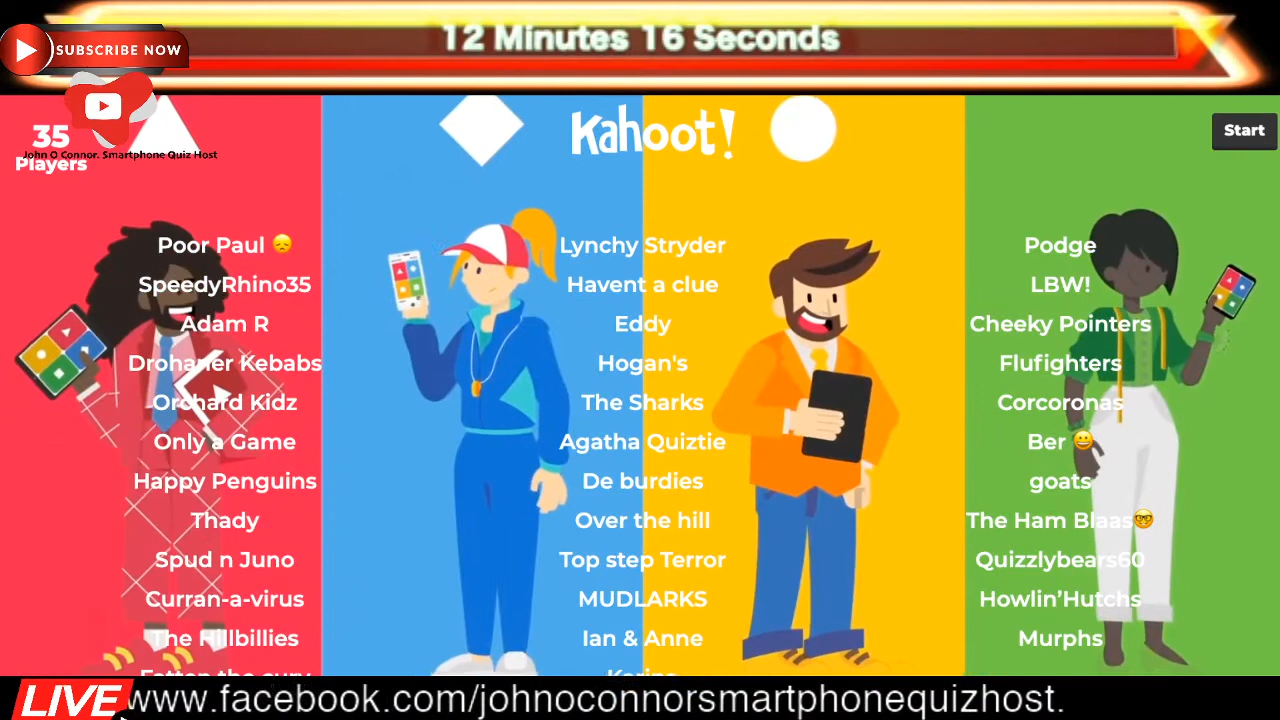 12 Minutes 16 Seconds
SUBSCRIBE NOW
Kahoot!
35
Players
John O Connor. Smartphone Quiz Host
Start
Poor Paul 😞
Lynchy Stryder
Podge
SpeedyRhino35
Havent a clue
LBW!
Adam R
Eddy
Cheeky Pointers
Drohaner Kebabs
Hogan's
Flufighters
Orchard Kidz
The Sharks
Corcoronas
Only a Game
Agatha Quiztie
Ber 😀
Happy Penguins
De burdies
goats
Thady
Over the hill
The Ham Blaas🤓
Spud n Juno
Top step Terror
Quizzlybears60
Curran-a-virus
MUDLARKS
Howlin’Hutchs
The Hillbillies
Ian & Anne
Murphs
LIVE
www.facebook.com/johnoconnorsmartphonequizhost.